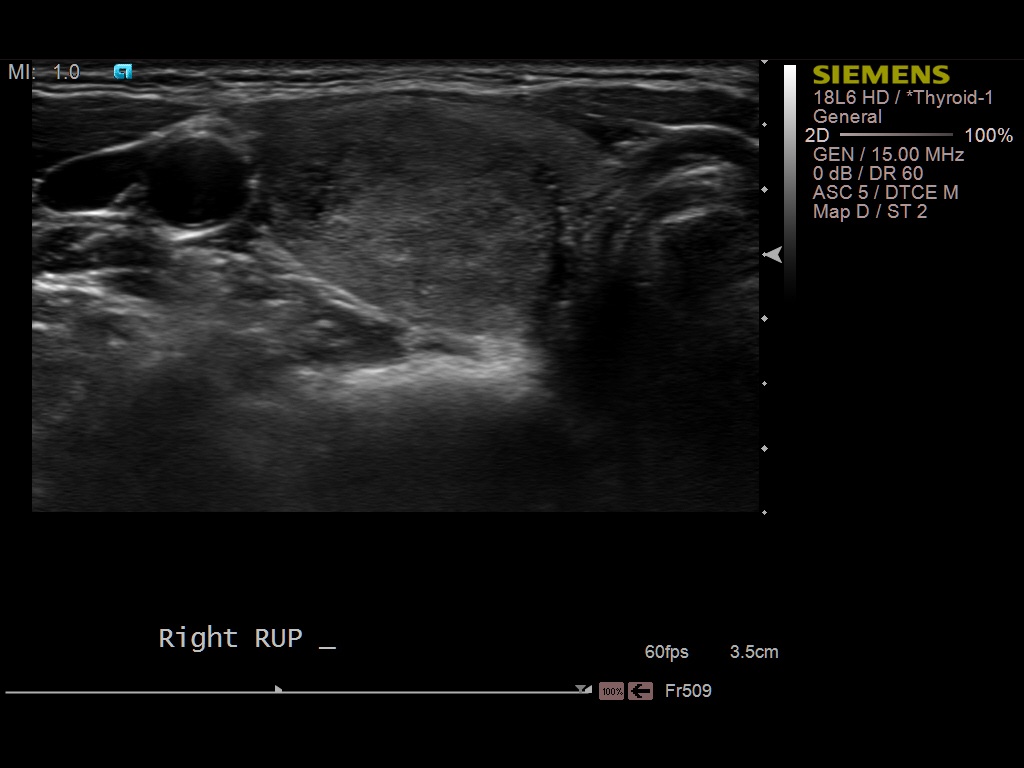 MI: 1.0
SIEMENS
18L6 HD / *Thyroid-1
General
2D 100%
GEN / 15.00 MHz
0 dB / DR 60
ASC 5 / DTCE M
Map D / ST 2
Right RUP _
60fps 3.5cm
100% Fr509